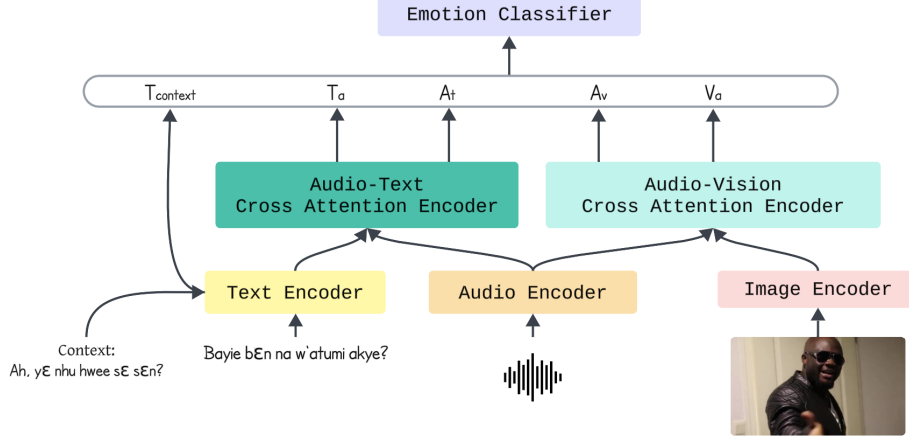 Emotion Classifier
Tcontext Ta At Av Va
Audio-Text
Cross Attention Encoder
Audio-Vision
Cross Attention Encoder
Text Encoder
Audio Encoder
Image Encoder
Context:
Ah, yɛ nhu hwee sɛ sɛn?
Bayie bɛn na w'atumi akye?